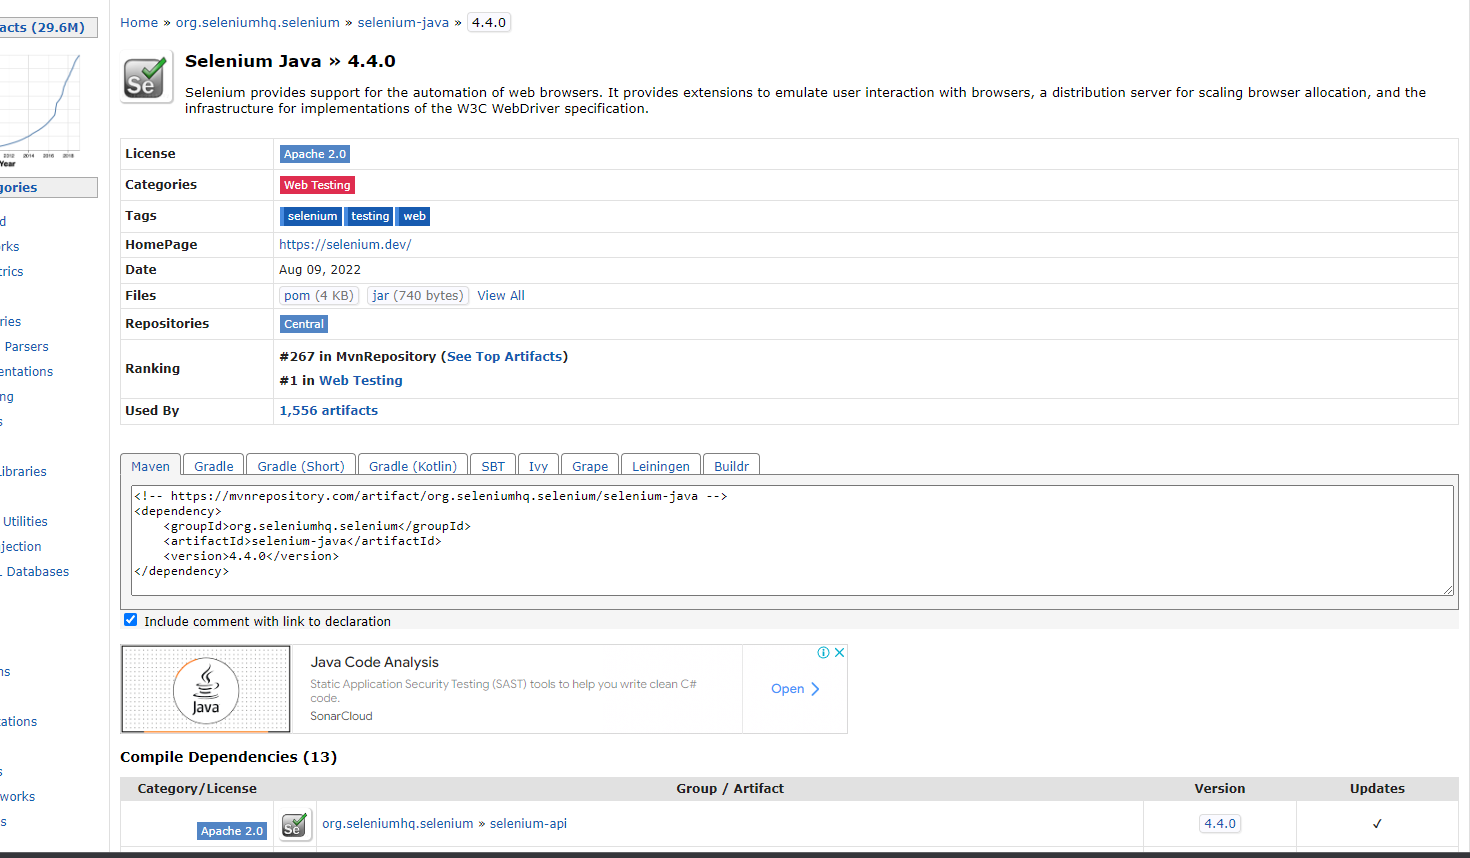 acts (29.6M)
2012 2014 2016 2018
Year
gories
d
rks
trics
ries
Parsers
entations
ng
s
ibraries
Utilities
jection
L Databases
ns
ations
s
works
s
Home » org.seleniumhq.selenium » selenium-java » 4.4.0
Se
Selenium Java » 4.4.0
Selenium provides support for the automation of web browsers. It provides extensions to emulate user interaction with browsers, a distribution server for scaling browser allocation, and the
infrastructure for implementations of the W3C WebDriver specification.
License Apache 2.0
Categories Web Testing
Tags selenium testing web
HomePage https://selenium.dev/
Date Aug 09, 2022
Files pom (4 KB) jar (740 bytes) View All
Repositories Central
Ranking #267 in MvnRepository (See Top Artifacts)
#1 in Web Testing
Used By 1,556 artifacts
Maven Gradle Gradle (Short) Gradle (Kotlin) SBT Ivy Grape Leiningen Buildr
<!-- https://mvnrepository.com/artifact/org.seleniumhq.selenium/selenium-java -->
<dependency>
    <groupId>org.seleniumhq.selenium</groupId>
    <artifactId>selenium-java</artifactId>
    <version>4.4.0</version>
</dependency>
Include comment with link to declaration
Java
Java Code Analysis
Static Application Security Testing (SAST) tools to help you write clean C#
code.
SonarCloud
Open
Compile Dependencies (13)
Category/License Group / Artifact Version Updates
Apache 2.0 Se org.seleniumhq.selenium » selenium-api 4.4.0 ✓